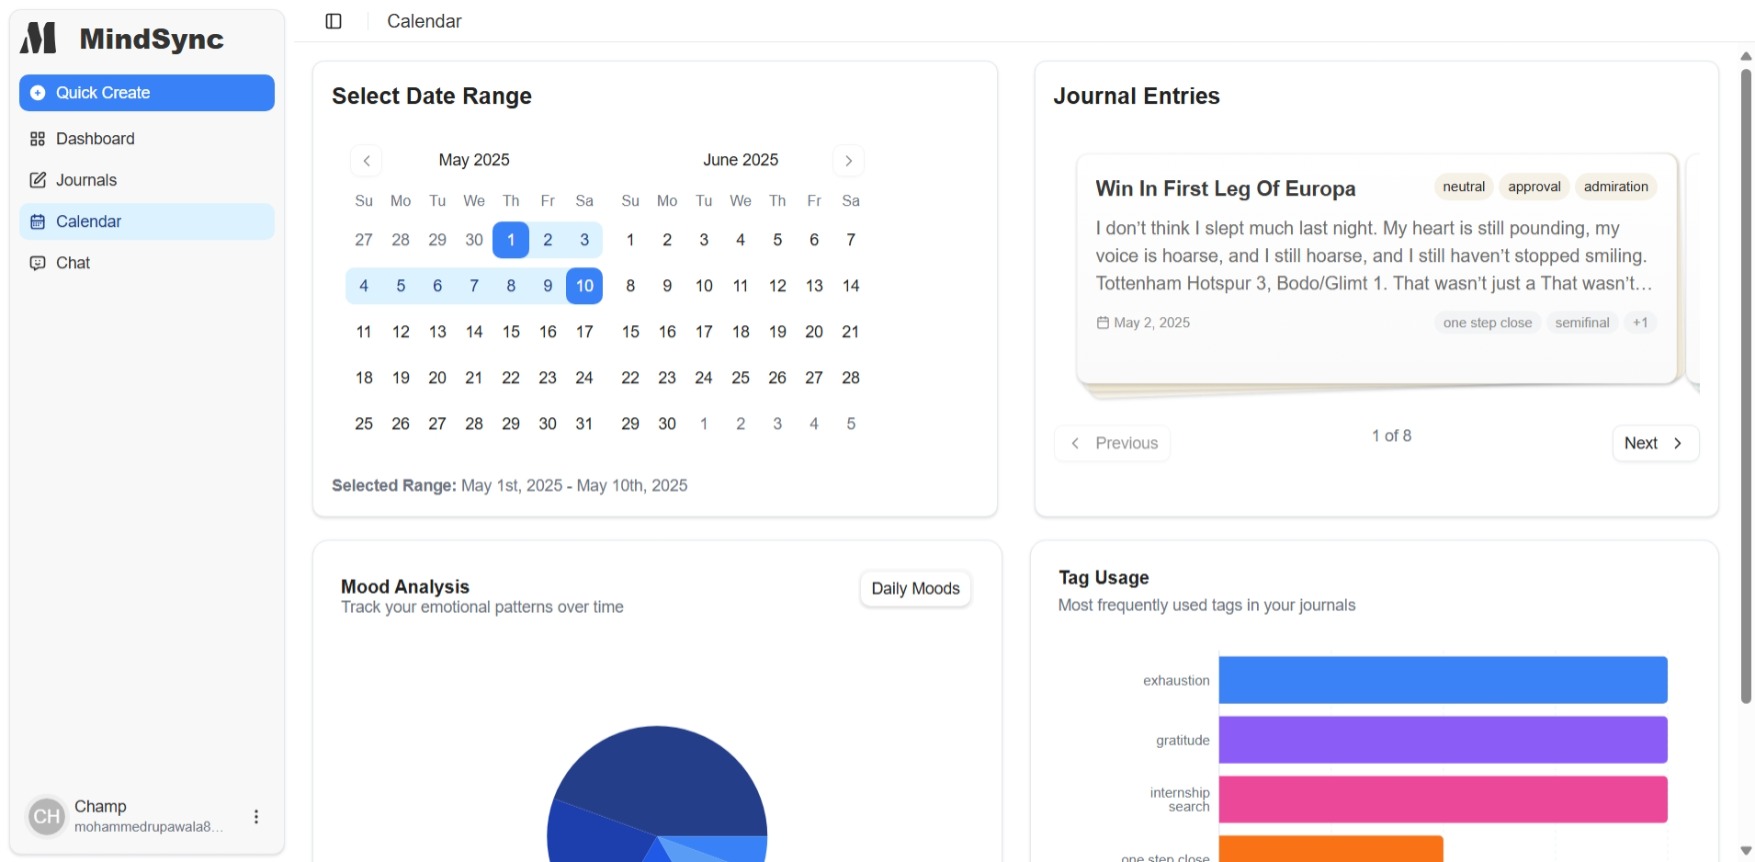 MindSync
Quick Create
Dashboard
Journals
Calendar
Chat
CH
Champ
mohammedrupawala8...
Calendar
Select Date Range
May 2025
Su Mo Tu We Th Fr Sa
27 28 29 30 1 2 3
4 5 6 7 8 9 10
11 12 13 14 15 16 17
18 19 20 21 22 23 24
25 26 27 28 29 30 31
June 2025
Su Mo Tu We Th Fr Sa
1 2 3 4 5 6 7
8 9 10 11 12 13 14
15 16 17 18 19 20 21
22 23 24 25 26 27 28
29 30 1 2 3 4 5
Selected Range: May 1st, 2025 - May 10th, 2025
Journal Entries
Win In First Leg Of Europa
neutral approval admiration
I don’t think I slept much last night. My heart is still pounding, my
voice is hoarse, and I still hoarse, and I still haven’t stopped smiling.
Tottenham Hotspur 3, Bodo/Glimt 1. That wasn’t just a That wasn’t...
May 2, 2025
one step close semifinal +1
Previous
1 of 8
Next
Mood Analysis
Track your emotional patterns over time
Daily Moods
Tag Usage
Most frequently used tags in your journals
exhaustion
gratitude
internship
search
one step close